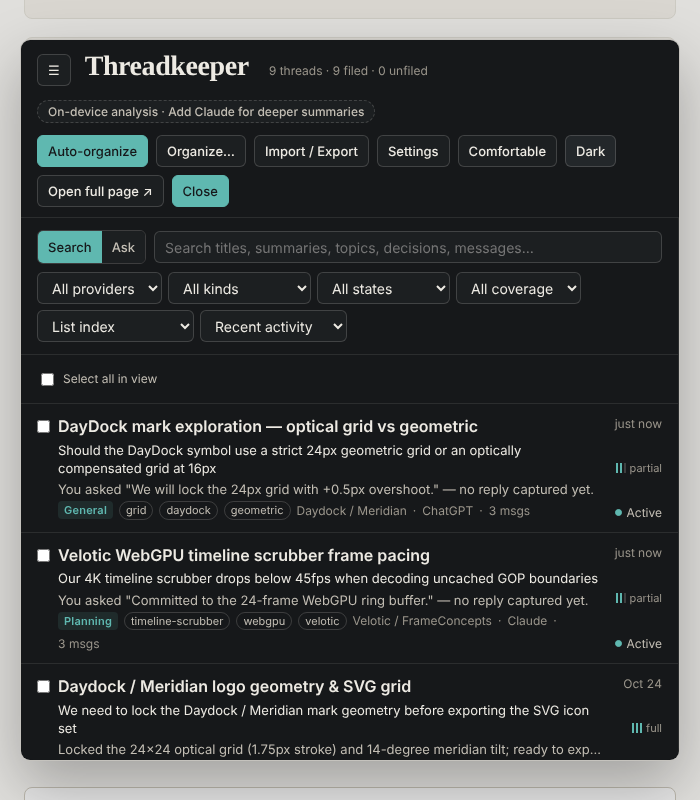 ☰ Threadkeeper 9 threads · 9 filed · 0 unfiled
On-device analysis · Add Claude for deeper summaries
Auto-organize Organize... Import / Export Settings Comfortable Dark
Open full page ↗ Close
Search Ask Search titles, summaries, topics, decisions, messages...
All providers All kinds All states All coverage
List index Recent activity
Select all in view
DayDock mark exploration — optical grid vs geometric just now
Should the DayDock symbol use a strict 24px geometric grid or an optically
compensated grid at 16px partial
You asked "We will lock the 24px grid with +0.5px overshoot." — no reply captured yet.
General grid daydock geometric Daydock / Meridian · ChatGPT · 3 msgs Active
Velotic WebGPU timeline scrubber frame pacing just now
Our 4K timeline scrubber drops below 45fps when decoding uncached GOP boundaries
You asked "Committed to the 24-frame WebGPU ring buffer." — no reply captured yet. partial
Planning timeline-scrubber webgpu velotic Velotic / FrameConcepts · Claude ·
3 msgs Active
Daydock / Meridian logo geometry & SVG grid Oct 24
We need to lock the Daydock / Meridian mark geometry before exporting the SVG icon
set full
Locked the 24×24 optical grid (1.75px stroke) and 14-degree meridian tilt; ready to exp...